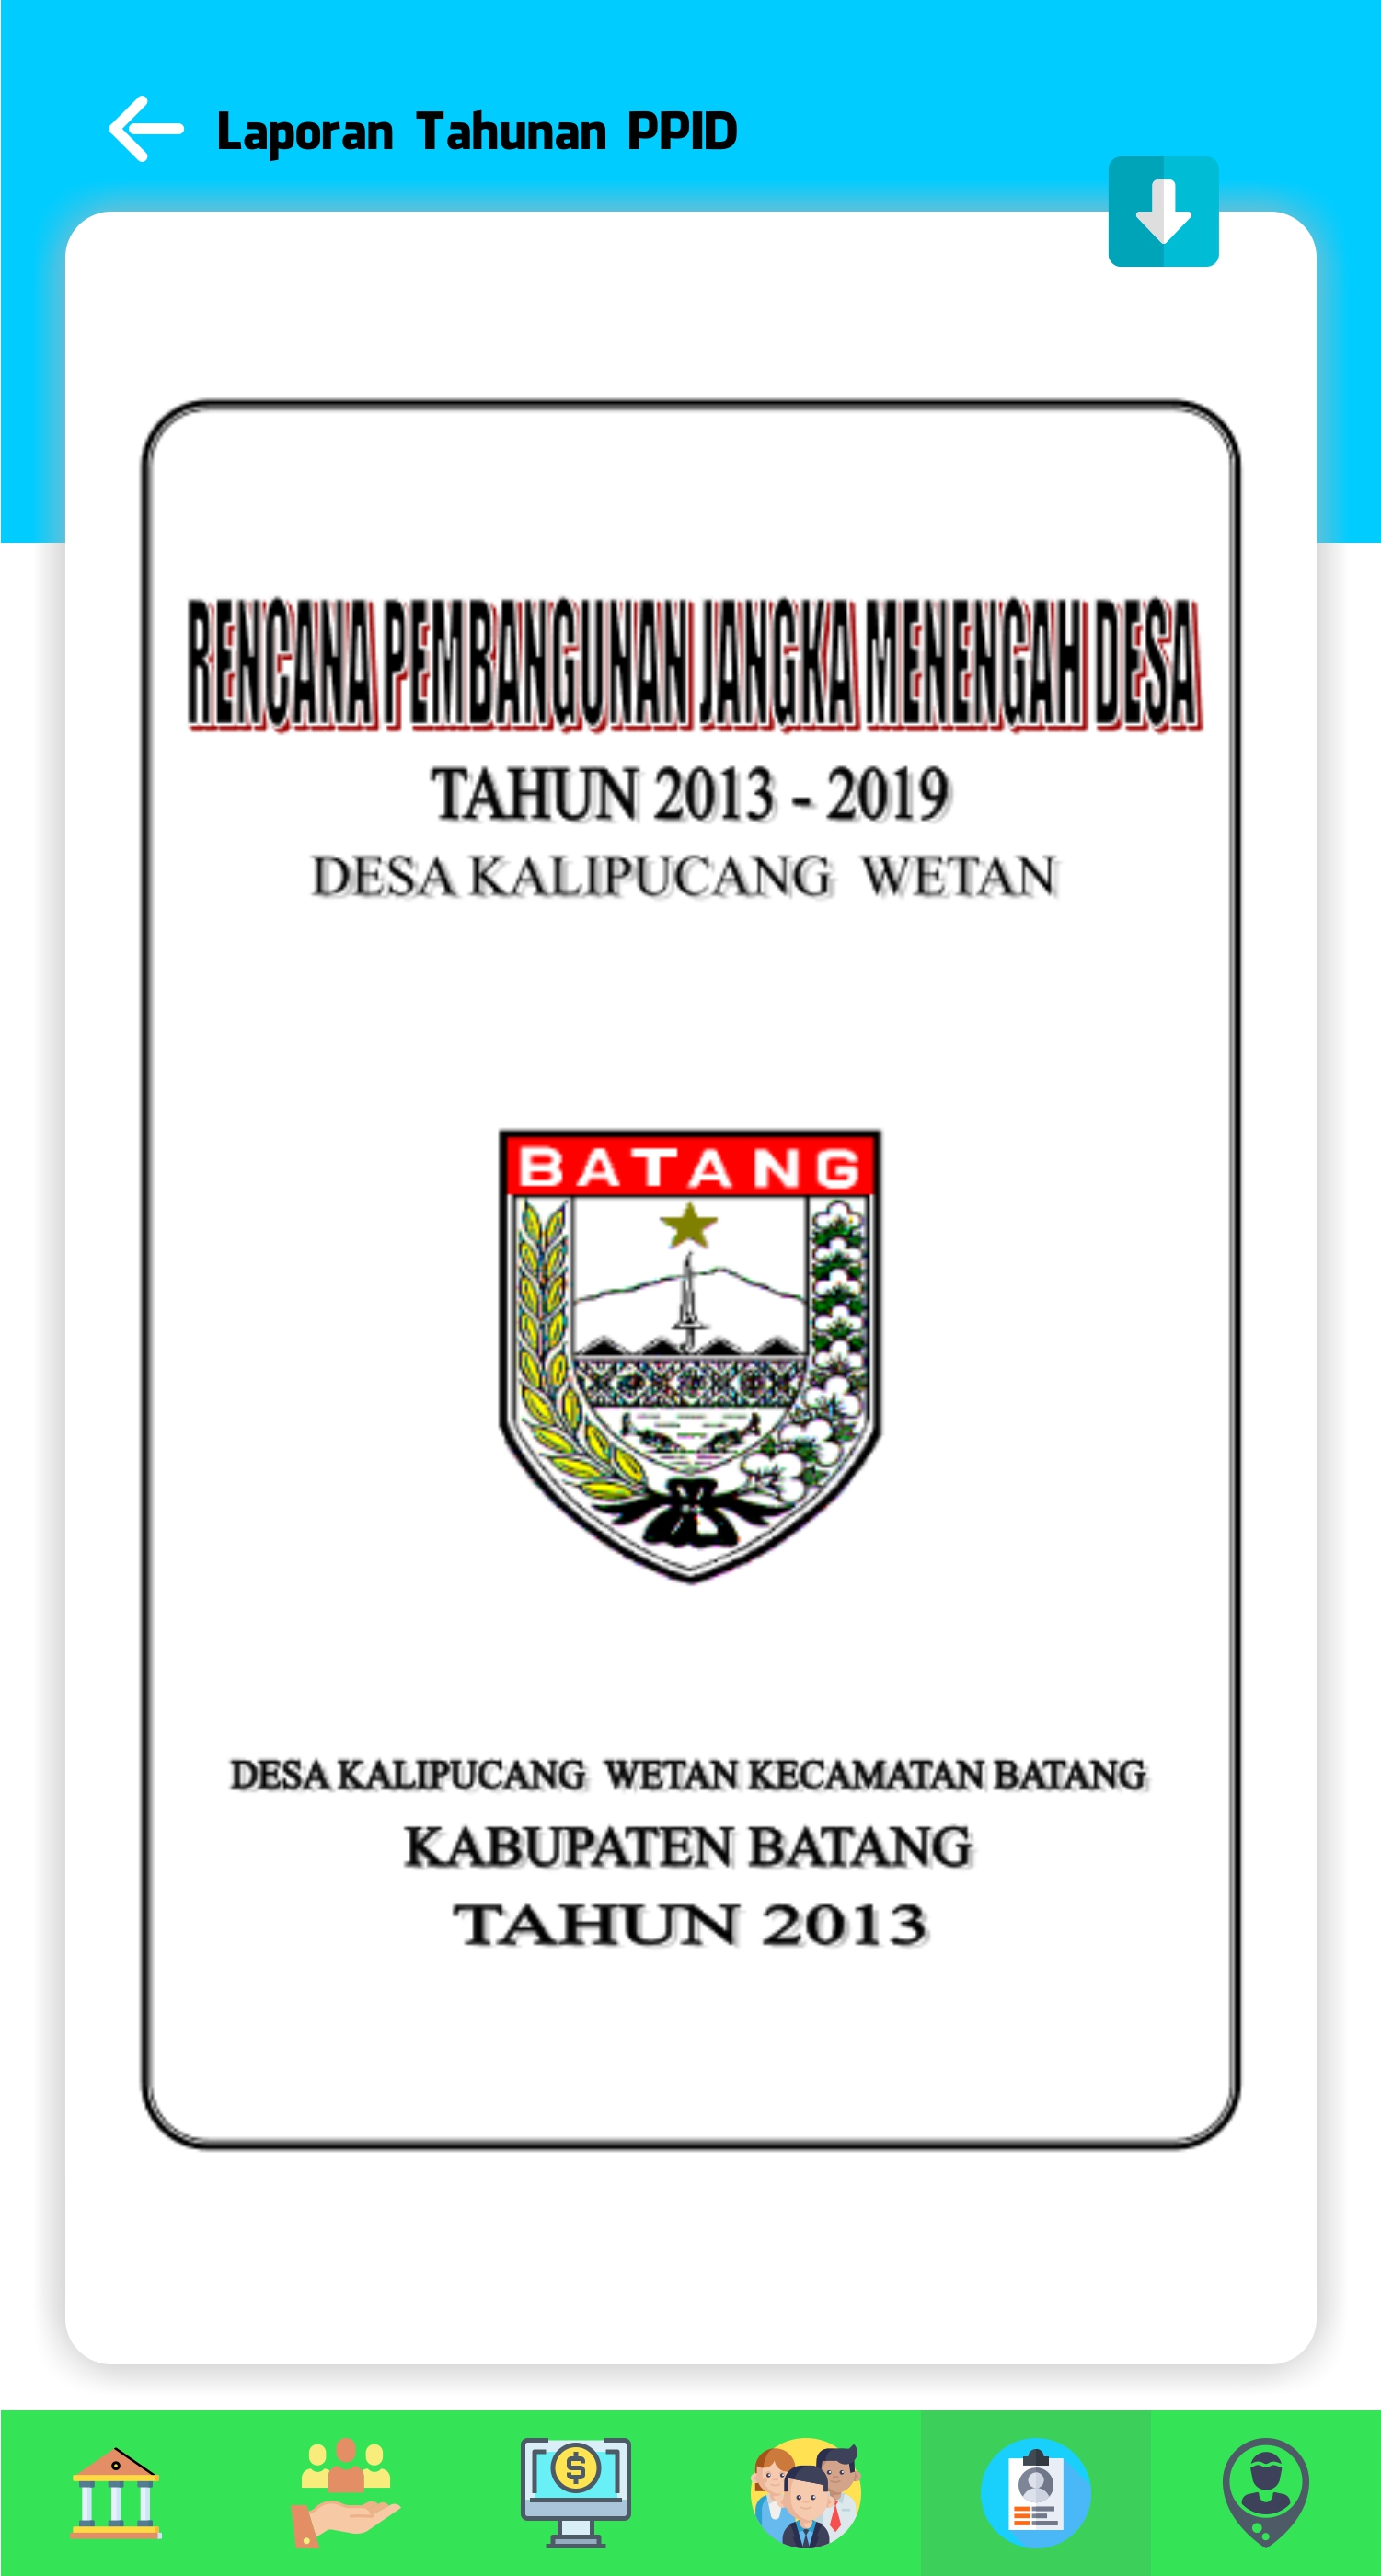 Laporan Tahunan PPID
RENCANA PEMBANGUNAN JANGKA MENENGAH DESA
TAHUN 2013 - 2019
DESA KALIPUCANG WETAN
BATANG
DESA KALIPUCANG WETAN KECAMATAN BATANG
KABUPATEN BATANG
TAHUN 2013
$